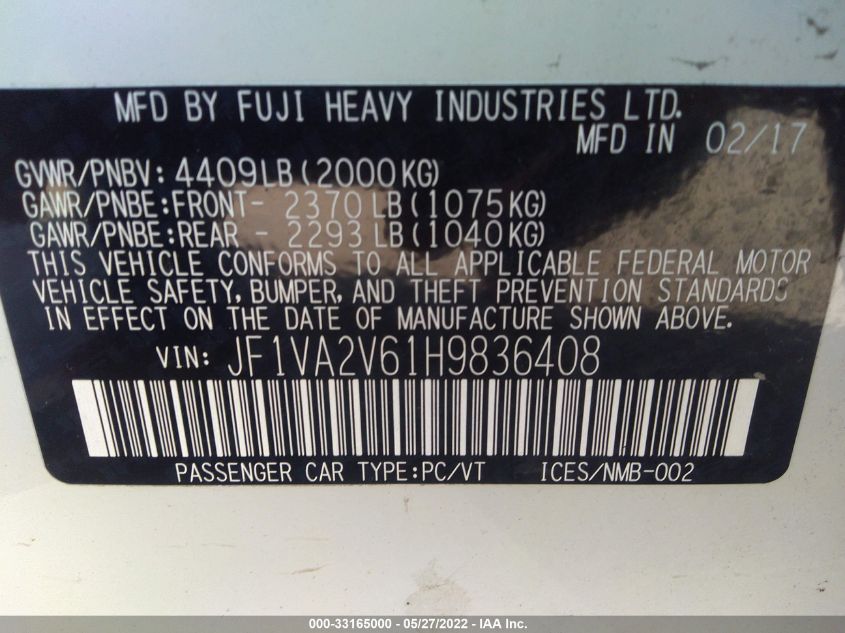 MFD BY FUJI HEAVY INDUSTRIES LTD.
MFD IN 02/17
GVWR/PNBV: 4409LB(2000KG)
GAWR/PNBE:FRONT- 2370LB(1075KG)
GAWR/PNBE:REAR - 2293LB(1040KG)
THIS VEHICLE CONFORMS TO ALL APPLICABLE FEDERAL MOTOR
VEHICLE SAFETY, BUMPER, AND THEFT PREVENTION STANDARDS
IN EFFECT ON THE DATE OF MANUFACTURE SHOWN ABOVE.
VIN: JF1VA2V61H9836408
PASSENGER CAR TYPE:PC/VT ICES/NMB-002
000-33165000 - 05/27/2022 - IAA Inc.